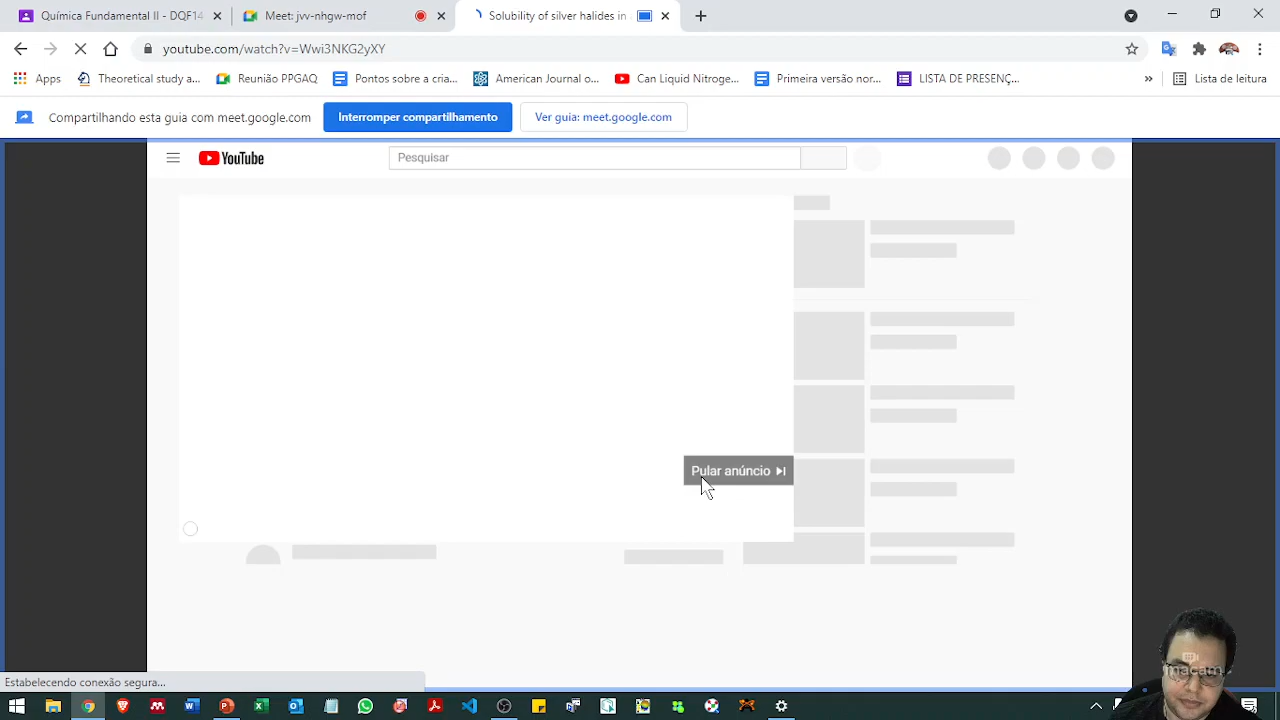 Química Fundamental II - DQF14
Meet jvv-nhgw-mof
Solubility of silver halides in
youtube.com/watch?v=Wwi3NKG2yXY
Apps
Theoretical study a...
Reunião PPGAQ
Pontos sobre a cria...
American Journal o...
Can Liquid Nitroge...
Primeira versão nor...
LISTA DE PRESENÇ...
»
Lista de leitura
Compartilhando esta guia com meet.google.com
Interromper compartilhamento
Ver guia: meet.google.com
YouTube
Pesquisar
Pular anúncio
macam
Estabelecendo conexão segura...